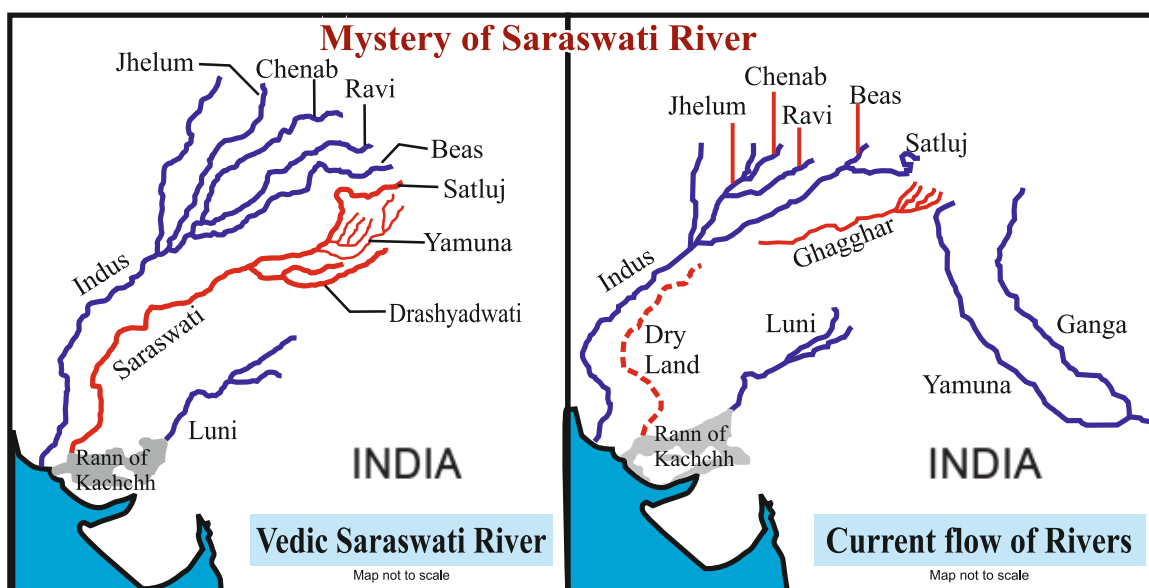 Mystery of Saraswati River
Jhelum
Chenab
Ravi
Beas
Satluj
Yamuna
Drashyadwati
Indus
Saraswati
Luni
Rann of
Kachchh
INDIA
Vedic Saraswati River
Map not to scale
Chenab
Beas
Jhelum
Ravi
Satluj
Ghagghar
Indus
Dry
Land
Luni
Ganga
Yamuna
Rann of
Kachchh
INDIA
Current flow of Rivers
Map not to scale